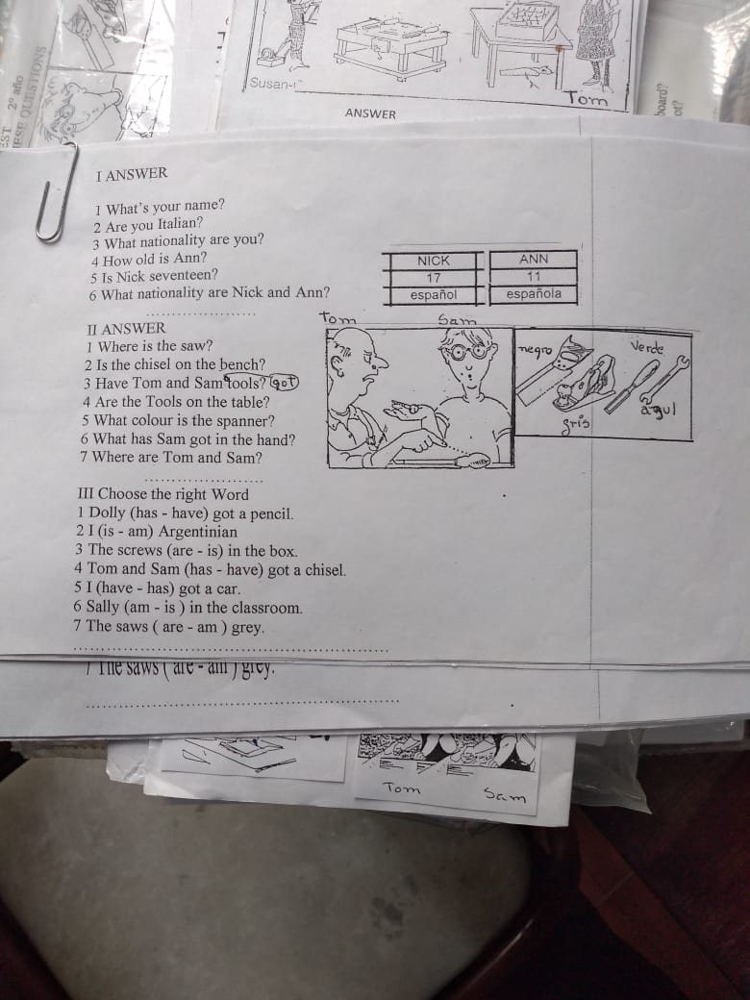 2º año
QUESTIONS
Susan
Tom
ANSWER
board?
I ANSWER
1 What's your name?
2 Are you Italian?
3 What nationality are you?
4 How old is Ann?
5 Is Nick seventeen?
6 What nationality are Nick and Ann?
NICK ANN
17 11
español española
II ANSWER
1 Where is the saw?
2 Is the chisel on the bench?
3 Have Tom and Sam tools? got
4 Are the Tools on the table?
5 What colour is the spanner?
6 What has Sam got in the hand?
7 Where are Tom and Sam?
Tom Sam
negro verde
gris azul
III Choose the right Word
1 Dolly (has - have) got a pencil.
2 I (is - am) Argentinian
3 The screws (are - is) in the box.
4 Tom and Sam (has - have) got a chisel.
5 I (have - has) got a car.
6 Sally (am - is ) in the classroom.
7 The saws ( are - am ) grey.
7 The saws ( are - am ) grey.
Tom Sam